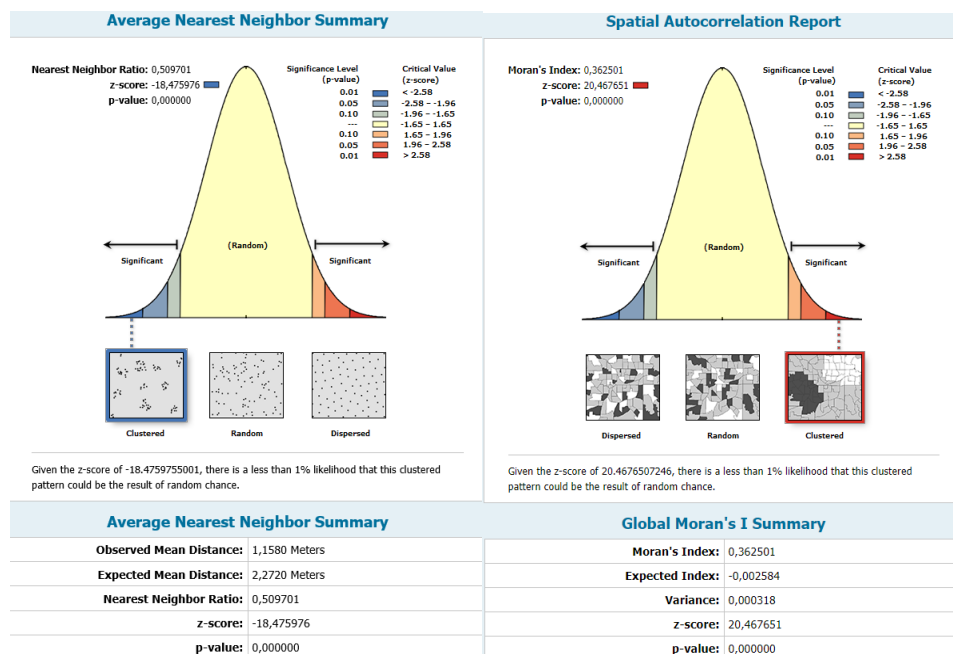 Average Nearest Neighbor Summary
Nearest Neighbor Ratio: 0,509701
z-score: -18,475976
p-value: 0,000000
Significance Level
(p-value)
Critical Value
(z-score)
0.01 < -2.58
0.05 -2.58 – -1.96
0.10 -1.96 – -1.65
--- -1.65 – 1.65
0.10 1.65 – 1.96
0.05 1.96 – 2.58
0.01 > 2.58
(Random)
Significant
Significant
Clustered
Random
Dispersed
Given the z-score of -18.4759755001, there is a less than 1% likelihood that this clustered
pattern could be the result of random chance.
Average Nearest Neighbor Summary
Observed Mean Distance: 1,1580 Meters
Expected Mean Distance: 2,2720 Meters
Nearest Neighbor Ratio: 0,509701
z-score: -18,475976
p-value: 0,000000
Spatial Autocorrelation Report
Moran's Index: 0,362501
z-score: 20,467651
p-value: 0,000000
Significance Level
(p-value)
Critical Value
(z-score)
0.01 < -2.58
0.05 -2.58 – -1.96
0.10 -1.96 – -1.65
--- -1.65 – 1.65
0.10 1.65 – 1.96
0.05 1.96 – 2.58
0.01 > 2.58
(Random)
Significant
Significant
Dispersed
Random
Clustered
Given the z-score of 20.4676507246, there is a less than 1% likelihood that this clustered
pattern could be the result of random chance.
Global Moran's I Summary
Moran's Index: 0,362501
Expected Index: -0,002584
Variance: 0,000318
z-score: 20,467651
p-value: 0,000000